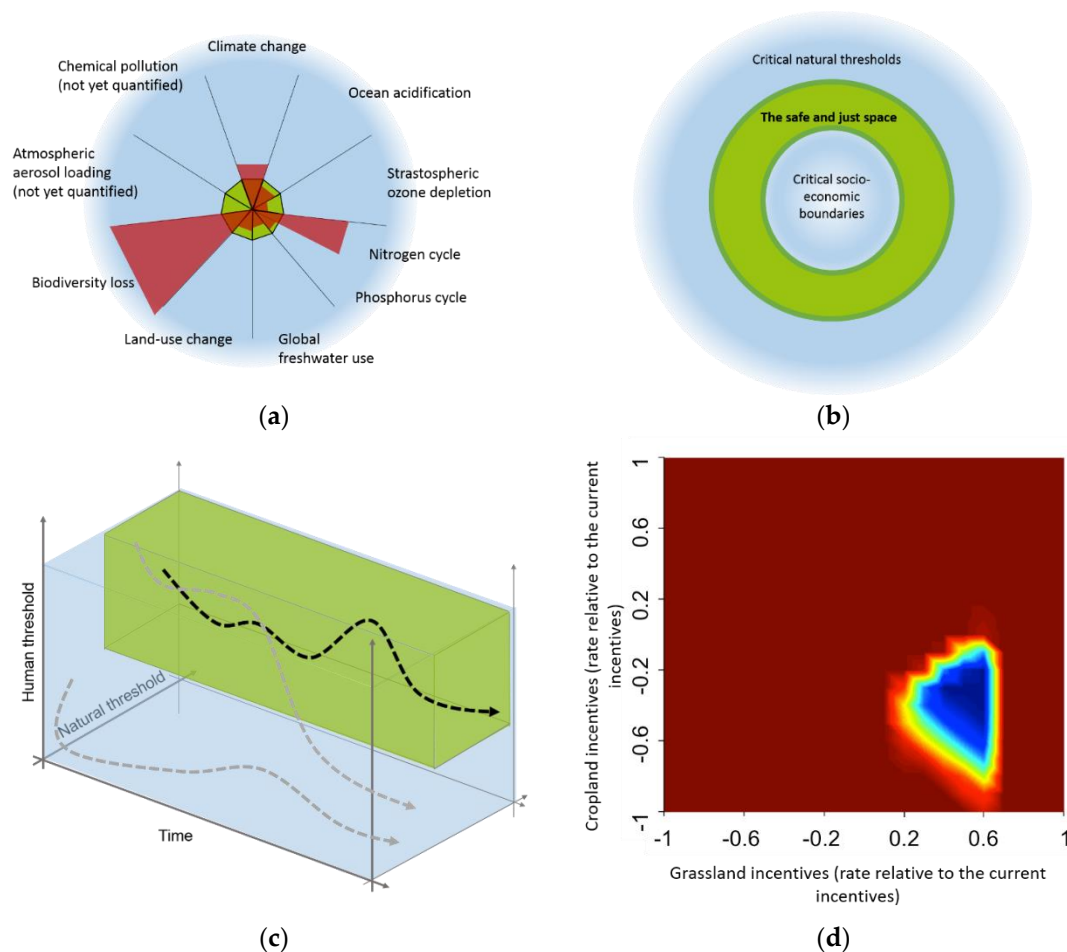 (a)
Climate change
Chemical pollution
(not yet quantified)
Ocean acidification
Atmospheric
aerosol loading
(not yet quantified)
Strastospheric
ozone depletion
Nitrogen cycle
Biodiversity loss
Phosphorus cycle
Land-use change
Global
freshwater use
(b)
Critical natural thresholds
The safe and just space
Critical socio-
economic
boundaries
Human threshold
Natural threshold
Time
(c)
Cropland incentives (rate relative to the current
incentives)
1
0.6
0.2
-0.2
-0.6
-1
-1
-0.6
-0.2
0.2
0.6
1
Grassland incentives (rate relative to the current
incentives)
(d)